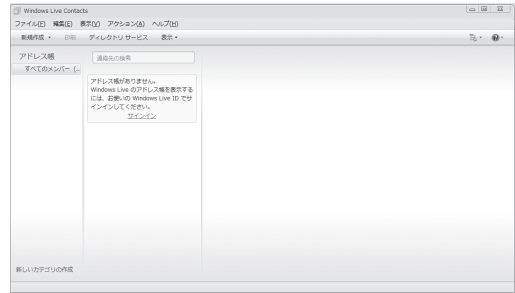 Windows Live Contacts
ファイル(F) 編集(E) 表示(V) アクション(A) ヘルプ(H)
新規作成 印刷 ディレクトリ サービス 表示
アドレス帳
連絡先の検索
すべてのメンバー (...
アドレス帳がありません。
Windows Live のアドレス帳を表示する
には、お使いの Windows Live ID でサ
インインしてください。
サインイン
新しいカテゴリの作成